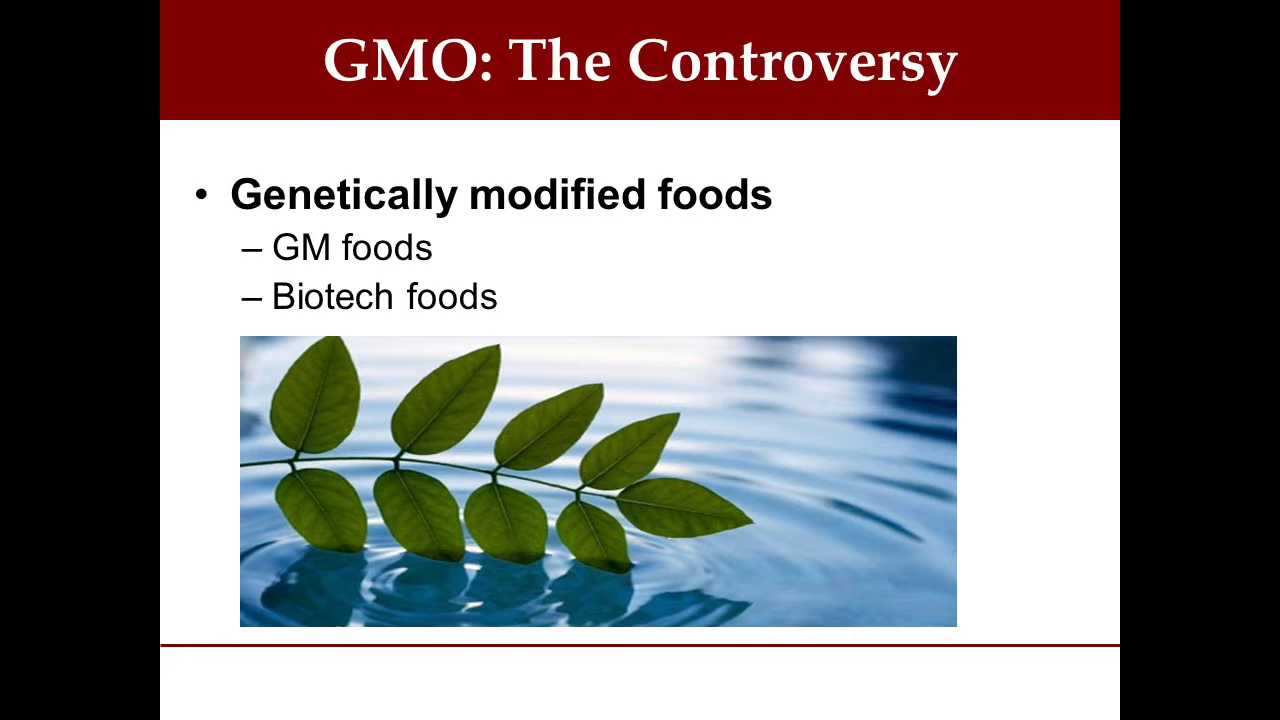 GMO: The Controversy
• Genetically modified foods
– GM foods
– Biotech foods